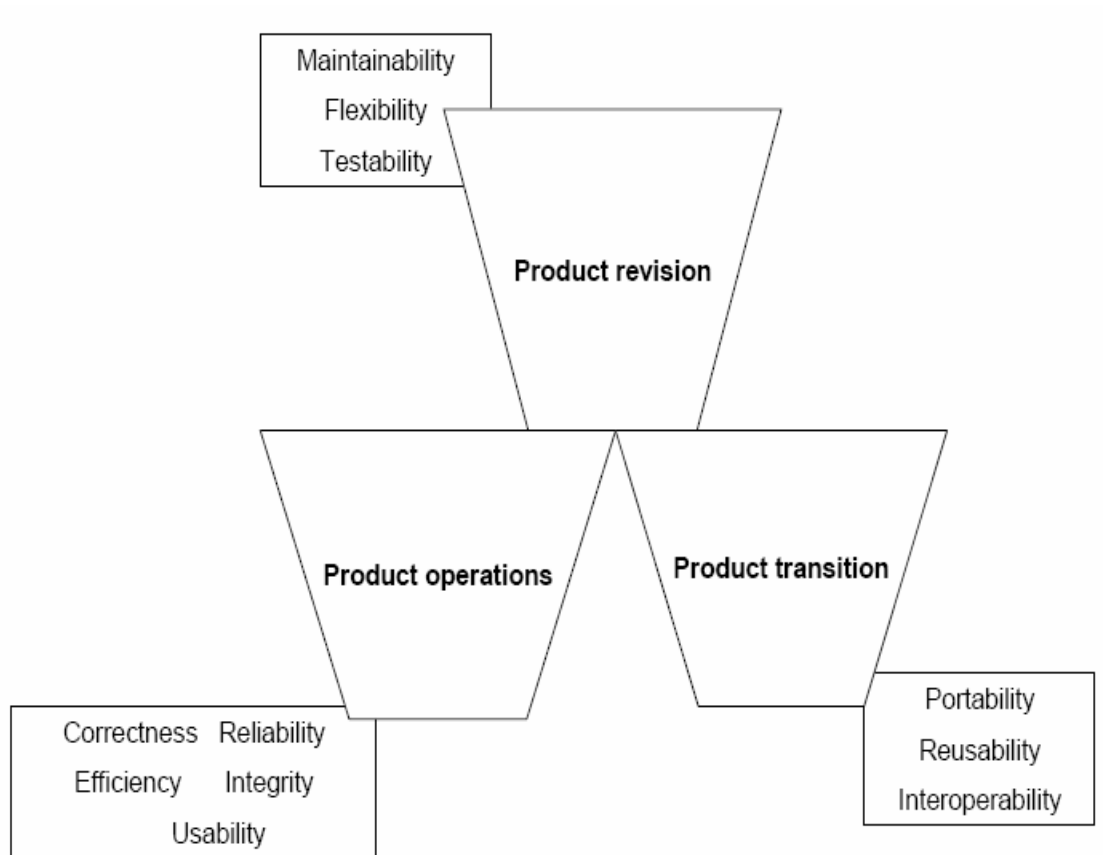 Maintainability
Flexibility
Testability
Product revision
Product operations
Product transition
Correctness Reliability
Efficiency Integrity
Usability
Portability
Reusability
Interoperability